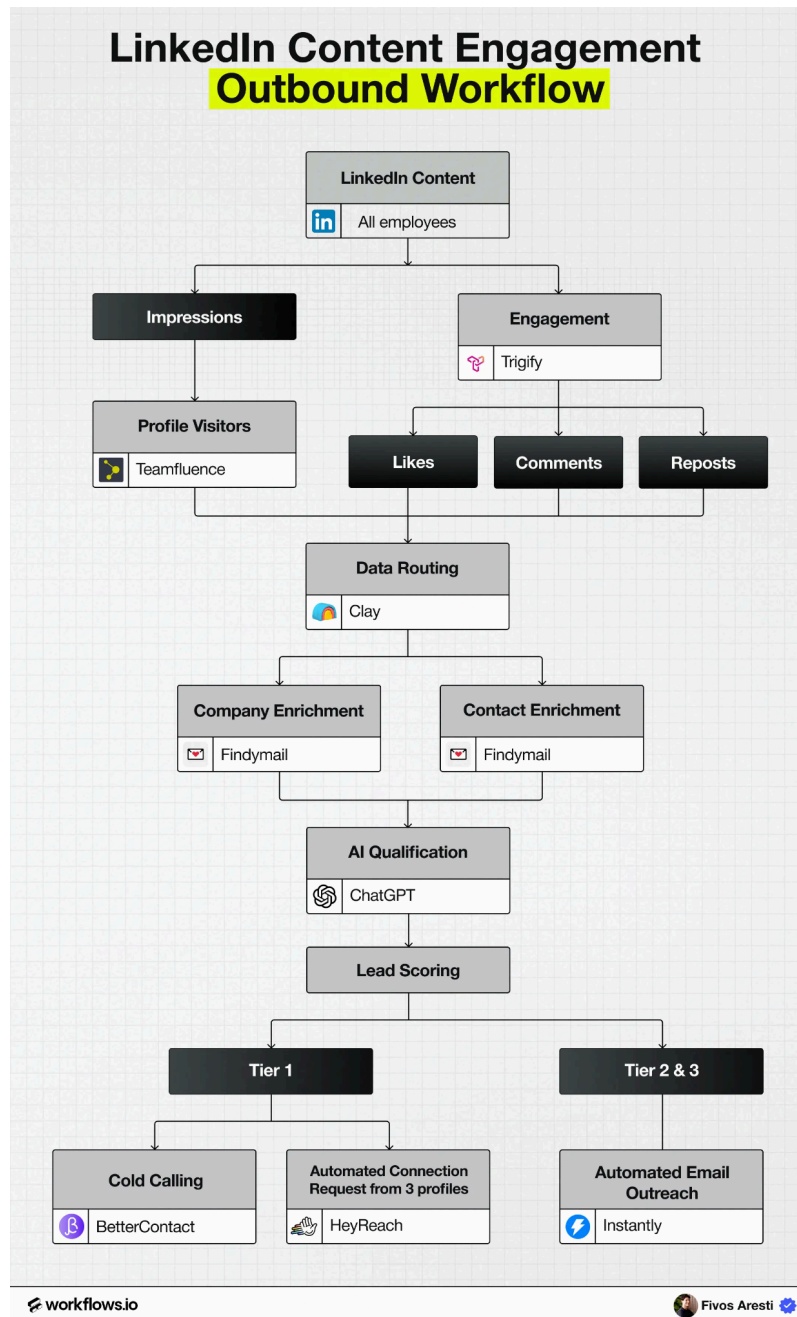 LinkedIn Content Engagement
Outbound Workflow
LinkedIn Content
in
All employees
Impressions
Engagement
Trigify
Profile Visitors
Teamfluence
Likes
Comments
Reposts
Data Routing
Clay
Company Enrichment
Findymail
Contact Enrichment
Findymail
AI Qualification
ChatGPT
Lead Scoring
Tier 1
Tier 2 & 3
Cold Calling
BetterContact
Automated Connection
Request from 3 profiles
HeyReach
Automated Email
Outreach
Instantly
workflows.io
Fivos Aresti